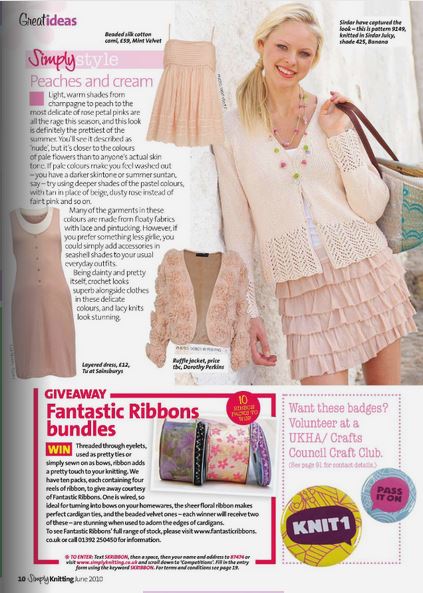 Greatideas
Beaded silk cotton
cami, £59, Mint Velvet
Sirdar have captured the
look – this is pattern 9149,
knitted in Sirdar Juicy,
shade 425, Banana
Simplystyle
Peaches and cream
Light, warm shades from
champagne to peach to the
most delicate of rose petal pinks are
all the rage this season, and this look
is definitely the prettiest of the
summer. You'll see it described as
'nude', but it's closer to the colours
of pale flowers than to anyone's actual skin
tone. If pale colours make you feel washed out
– you have a darker skintone or summer suntan,
say – try using deeper shades of the pastel colours,
with tan in place of beige, dusty rose instead of
faint pink and so on.
Many of the garments in these
colours are made from floaty fabrics
with lace and pintucking. However, if
you prefer something less girlie, you
could simply add accessories in
seashell shades to your usual
everyday outfits.
Being dainty and pretty
itself, crochet looks
superb alongside clothes
in these delicate
colours, and lacy knits
look stunning.
Layered dress, £12,
Tu at Sainsburys
Ruffle jacket, price
tbc, Dorothy Perkins
GIVEAWAY
Fantastic Ribbons
bundles
10
RIBBON
PACKS TO
WIN!
WIN Threaded through eyelets,
used as pretty ties or
simply sewn on as bows, ribbon adds
a pretty touch to your knitting. We
have ten packs, each containing four
reels of ribbon, to give away courtesy
of Fantastic Ribbons. One is wired, so
ideal for turning into bows on your homewares, the sheer floral ribbon makes
perfect cardigan ties, and the beaded velvet ones – each winner will receive two
of these – are stunning when used to adorn the edges of cardigans.
To see Fantastic Ribbons' full range of stock, please visit www.fantasticribbons.
co.uk or call 01392 250450 for information.
TO ENTER: Text SKRIBBON, then a space, then your name and address to 87474 or
visit www.simplyknitting.co.uk and scroll down to 'Competitions'. Fill in the entry
form using the keyword SKRIBBON. For terms and conditions see page 19.
Want these badges?
Volunteer at a
UKHA/ Crafts
Council Craft Club.
(See page 91 for contact details.)
KNIT1
PASS
IT ON
10 Simply Knitting June 2010